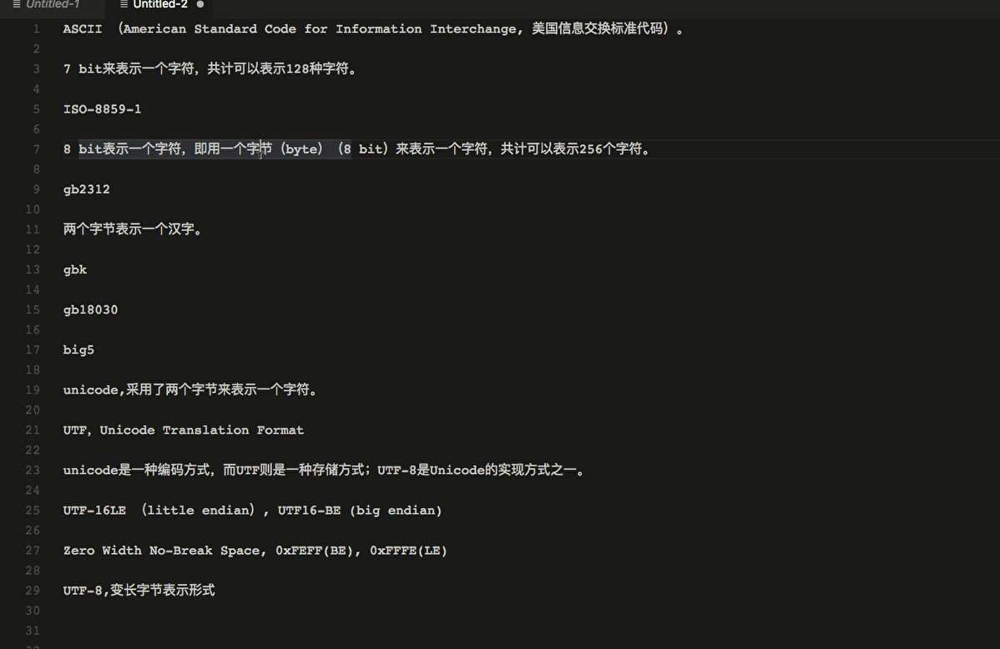 Untitled-1
Untitled-2
1 ASCII （American Standard Code for Information Interchange, 美国信息交换标准代码）。
2
3 7 bit来表示一个字符，共计可以表示128种字符。
4
5 ISO-8859-1
6
7 8 bit表示一个字符，即用一个字节（byte）（8 bit）来表示一个字符，共计可以表示256个字符。
8
9 gb2312
10
11 两个字节表示一个汉字。
12
13 gbk
14
15 gb18030
16
17 big5
18
19 unicode,采用了两个字节来表示一个字符。
20
21 UTF, Unicode Translation Format
22
23 unicode是一种编码方式，而UTF则是一种存储方式；UTF-8是Unicode的实现方式之一。
24
25 UTF-16LE （little endian）, UTF16-BE (big endian)
26
27 Zero Width No-Break Space, 0xFEFF(BE), 0xFFFE(LE)
28
29 UTF-8,变长字节表示形式
30
31